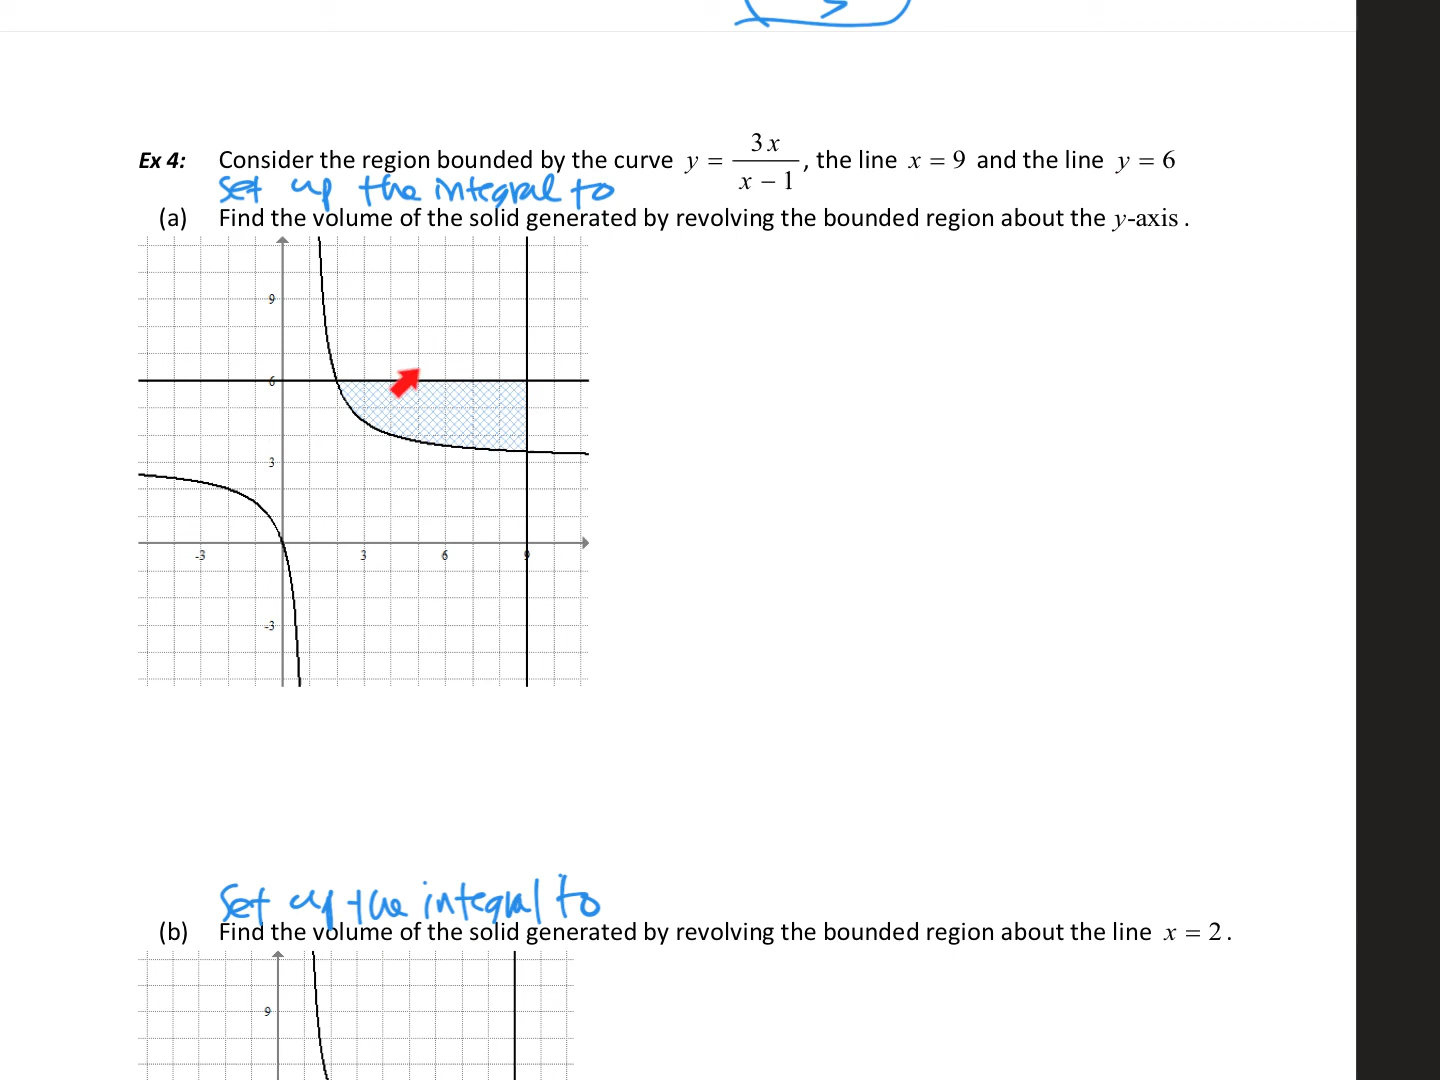 Ex 4: Consider the region bounded by the curve y = 3x / x − 1, the line x = 9 and the line y = 6
Set up the integral to
(a) Find the volume of the solid generated by revolving the bounded region about the y-axis.
9
6
3
-3 3 6 9
-3
Set up the integral to
(b) Find the volume of the solid generated by revolving the bounded region about the line x = 2.
9